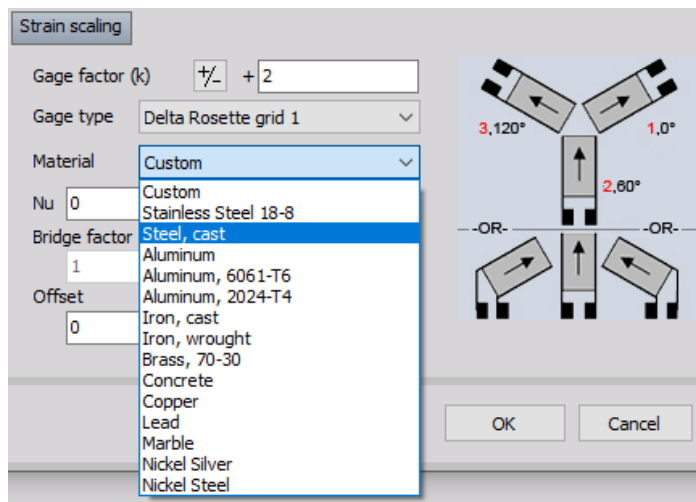 Strain scaling
Gage factor (k) +/- + 2
Gage type Delta Rosette grid 1
Material Custom
Nu 0
Custom
Stainless Steel 18-8
Bridge factor Steel, cast
1
Aluminum
Aluminum, 6061-T6
Offset Aluminum, 2024-T4
0
Iron, cast
Iron, wrought
Brass, 70-30
Concrete
Copper
Lead
Marble
Nickel Silver
Nickel Steel
3,120° 1,0°
2,60°
-OR- -OR-
OK Cancel